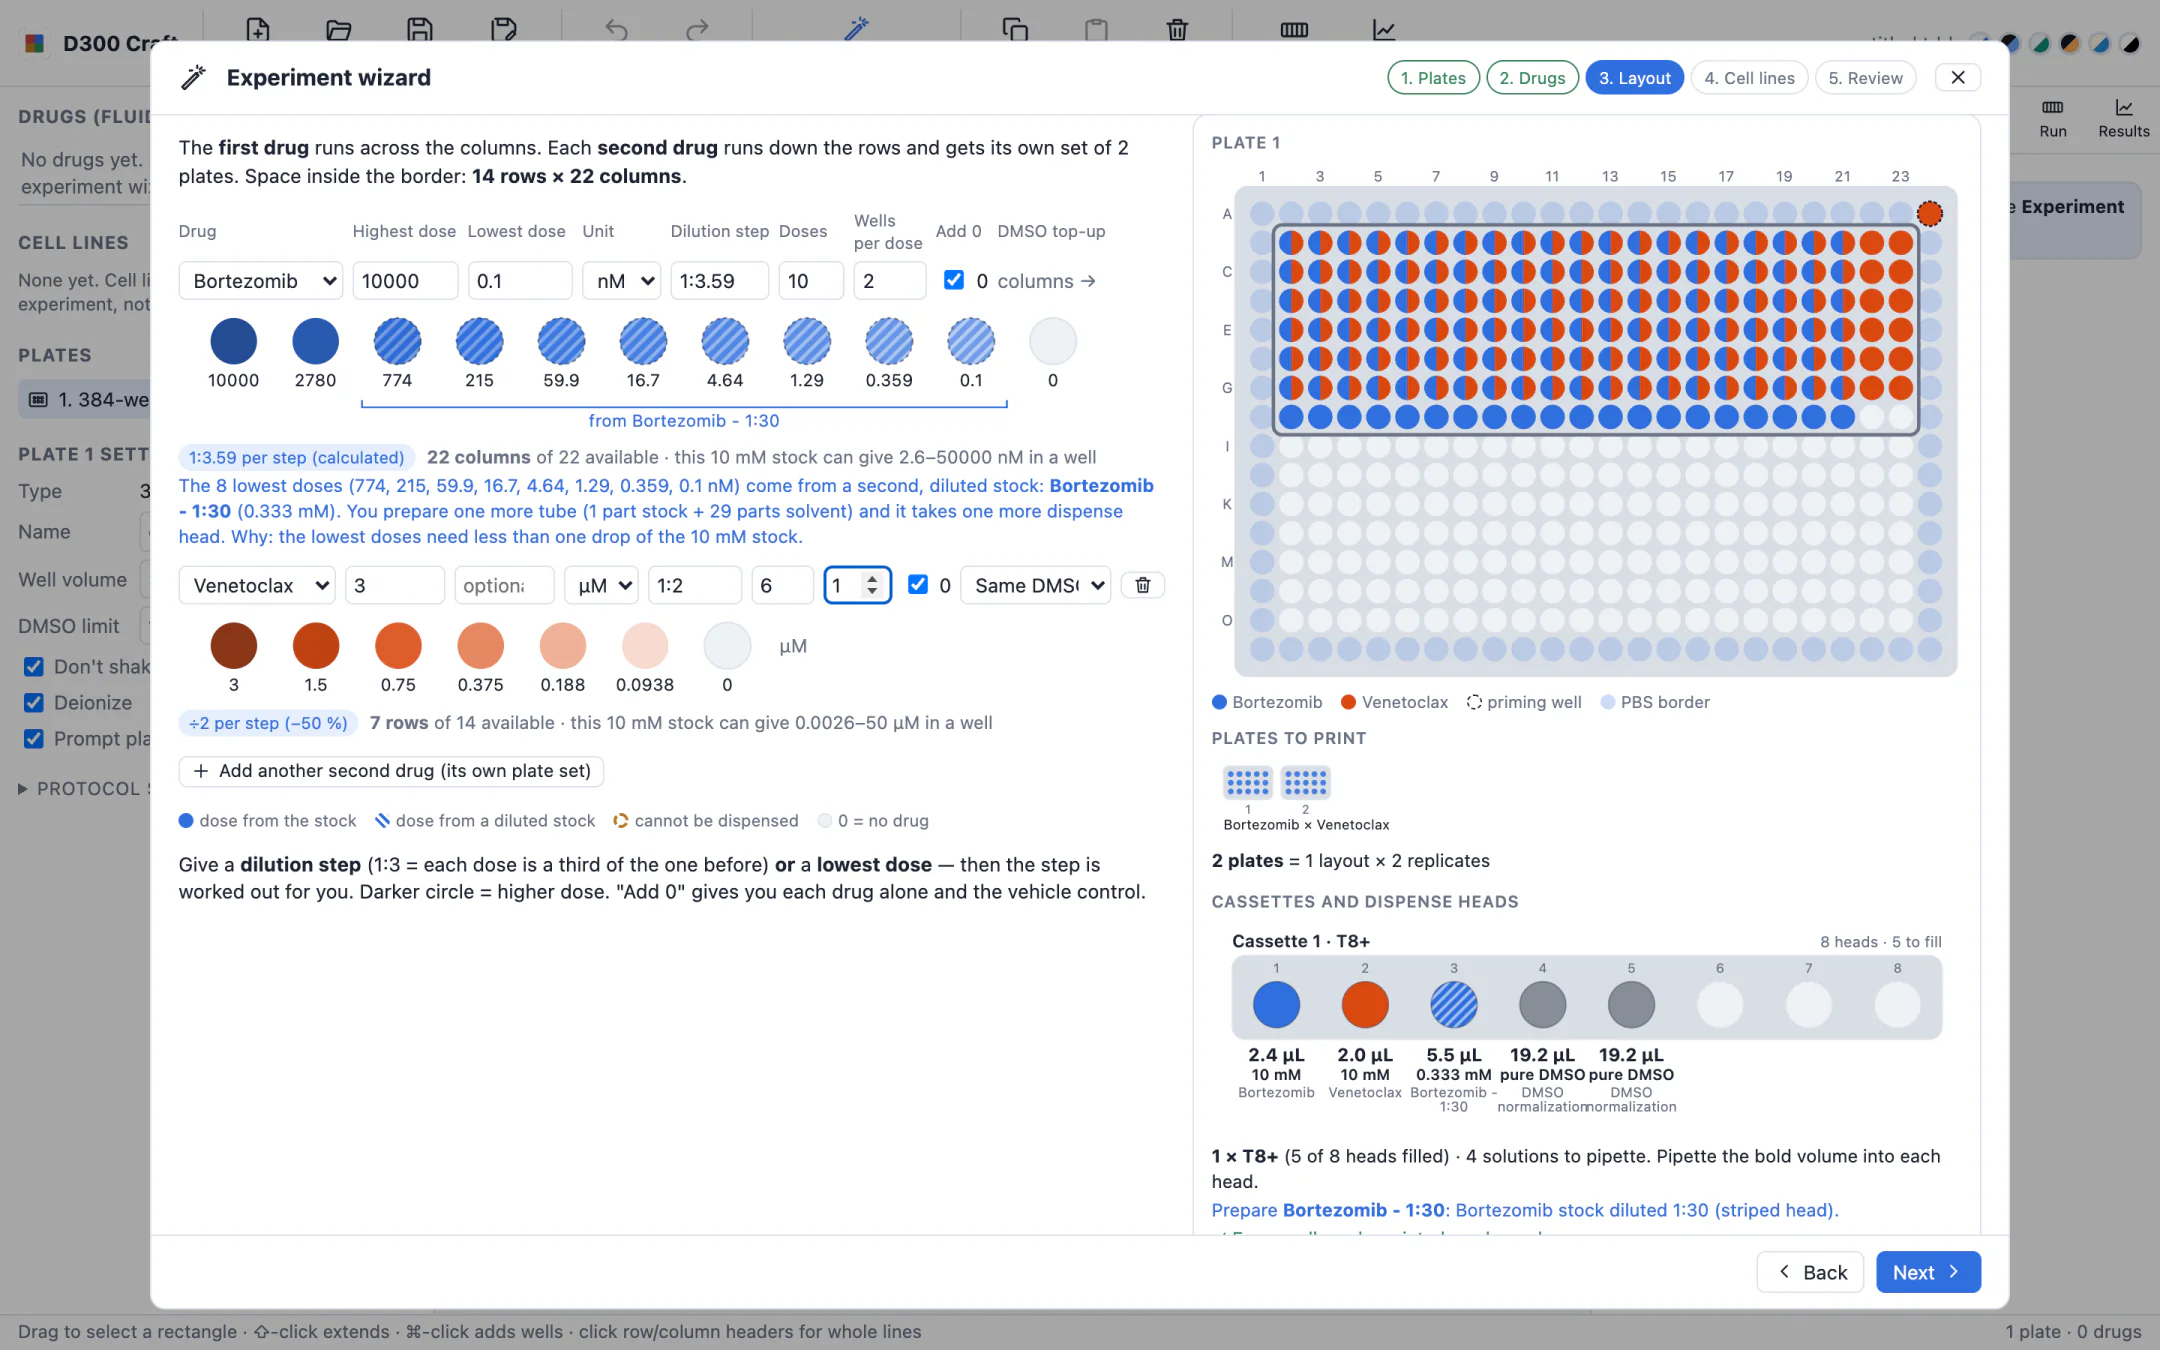 D300 Craft
Experiment wizard
1. Plates
2. Drugs
3. Layout
4. Cell lines
5. Review
Run
Results
DRUGS (FLUID
No drugs yet.
experiment wi
CELL LINES
None yet. Cell li
experiment, not
PLATES
1. 384-we
PLATE 1 SETT
Type 3
Name
Well volume
DMSO limit
Don't shak
Deionize
Prompt pla
PROTOCOL S
Experiment
The first drug runs across the columns. Each second drug runs down the rows and gets its own set of 2
plates. Space inside the border: 14 rows × 22 columns.
Drug Highest dose Lowest dose Unit Dilution step Doses Wells per dose Add 0 DMSO top-up
Bortezomib 10000 0.1 nM 1:3.59 10 2 0 columns →
10000 2780 774 215 59.9 16.7 4.64 1.29 0.359 0.1 0
from Bortezomib - 1:30
1:3.59 per step (calculated) 22 columns of 22 available · this 10 mM stock can give 2.6–50000 nM in a well
The 8 lowest doses (774, 215, 59.9, 16.7, 4.64, 1.29, 0.359, 0.1 nM) come from a second, diluted stock: Bortezomib
- 1:30 (0.333 mM). You prepare one more tube (1 part stock + 29 parts solvent) and it takes one more dispense
head. Why: the lowest doses need less than one drop of the 10 mM stock.
Venetoclax 3 optiona µM 1:2 6 1 0 Same DMS
3 1.5 0.75 0.375 0.188 0.0938 0 µM
÷2 per step (−50 %) 7 rows of 14 available · this 10 mM stock can give 0.0026–50 µM in a well
+ Add another second drug (its own plate set)
dose from the stock dose from a diluted stock cannot be dispensed 0 = no drug
Give a dilution step (1:3 = each dose is a third of the one before) or a lowest dose — then the step is
worked out for you. Darker circle = higher dose. "Add 0" gives you each drug alone and the vehicle control.
PLATE 1
1 3 5 7 9 11 13 15 17 19 21 23
A
C
E
G
I
K
M
O
Bortezomib Venetoclax priming well PBS border
PLATES TO PRINT
1 2
Bortezomib × Venetoclax
2 plates = 1 layout × 2 replicates
CASSETTES AND DISPENSE HEADS
Cassette 1 · T8+ 8 heads · 5 to fill
1 2 3 4 5 6 7 8
2.4 µL 2.0 µL 5.5 µL 19.2 µL 19.2 µL
10 mM 10 mM 0.333 mM pure DMSO pure DMSO
Bortezomib Venetoclax Bortezomib - DMSO DMSO
1:30 normalization normalization
1 × T8+ (5 of 8 heads filled) · 4 solutions to pipette. Pipette the bold volume into each
head.
Prepare Bortezomib - 1:30: Bortezomib stock diluted 1:30 (striped head).
Back
Next
Drag to select a rectangle · ⇧-click extends · ⌘-click adds wells · click row/column headers for whole lines
1 plate · 0 drugs